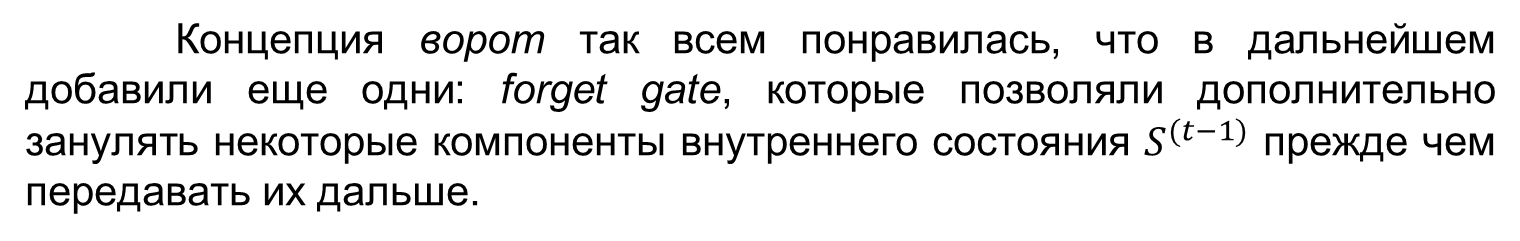 Концепция ворот так всем понравилась, что в дальнейшем
добавили еще одни: forget gate, которые позволяли дополнительно
занулять некоторые компоненты внутреннего состояния S^(t−1) прежде чем
передавать их дальше.